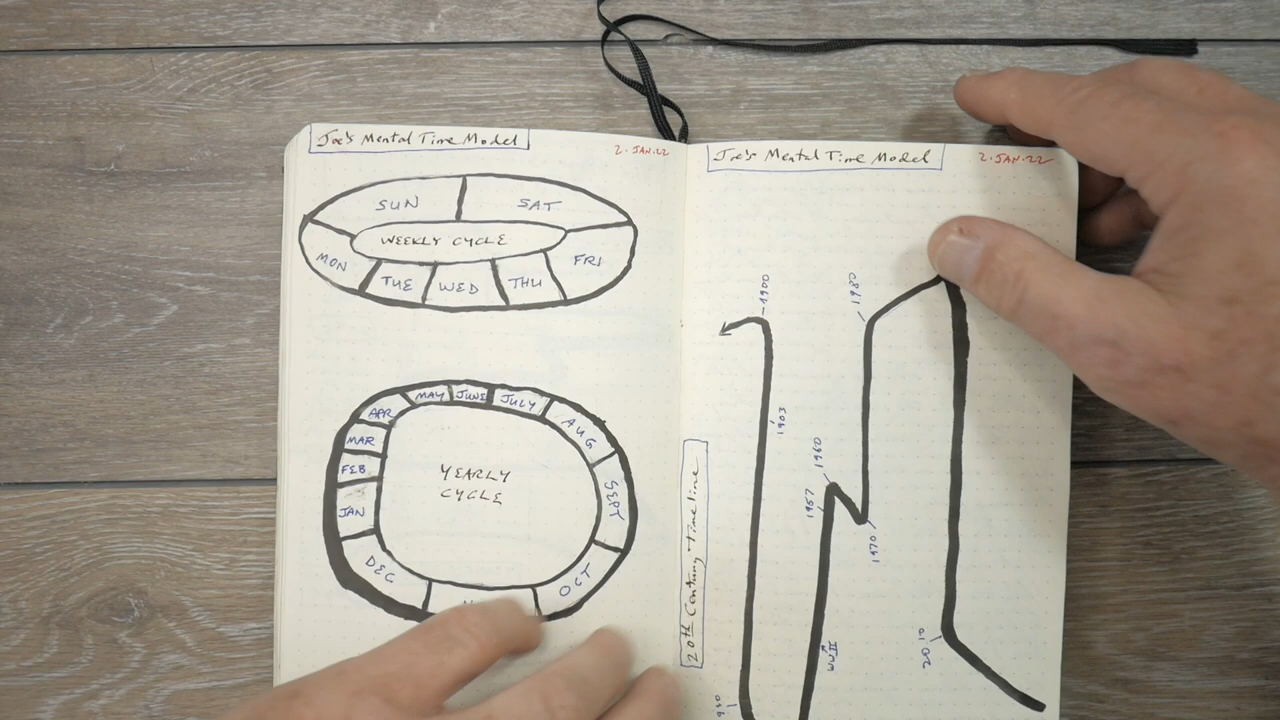 Joe's Mental Time Model
2.JAN.22
SUN
SAT
WEEKLY CYCLE
MON
TUE
WED
THU
FRI
MAY
JUNE
JULY
APR
AUG
MAR
FEB
SEPT
JAN
YEARLY
CYCLE
DEC
OCT
Joe's Mental Time Model
2.JAN.22
1900
1980
1903
1960
1957
1970
20th Century Timeline
WWII
2010